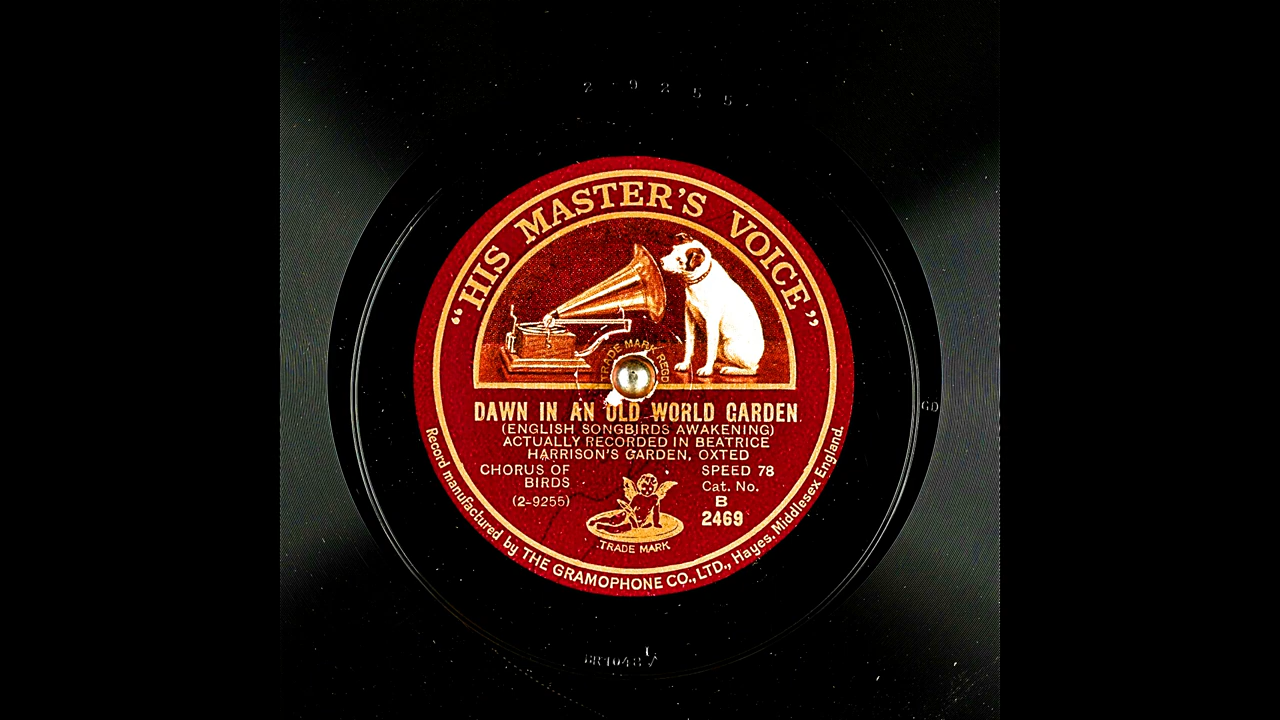 2-9255.
“HIS MASTER'S VOICE”
TRADE MARK REGD
DAWN IN AN OLD WORLD GARDEN.
(ENGLISH SONGBIRDS AWAKENING)
ACTUALLY RECORDED IN BEATRICE
HARRISON'S GARDEN, OXTED
CHORUS OF
BIRDS
(2-9255)
SPEED 78
Cat. No.
B
2469
TRADE MARK
Record manufactured by THE GRAMOPHONE CO., LTD., Hayes, Middlesex England.